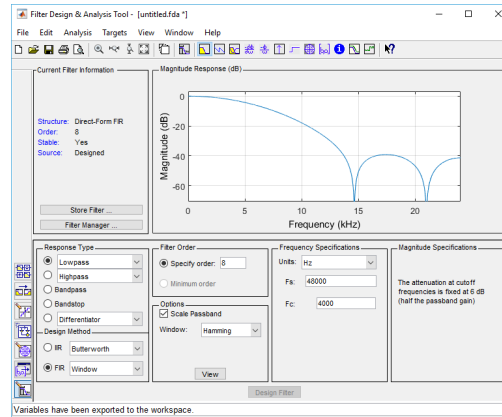 Filter Design & Analysis Tool - [untitled.fda *]
File Edit Analysis Targets View Window Help
Current Filter Information
Structure: Direct-Form FIR
Order: 8
Stable: Yes
Source: Designed
Store Filter ...
Filter Manager ...
Magnitude Response (dB)
Magnitude (dB)
0
-20
-40
-60
0 5 10 15 20
Frequency (kHz)
Response Type
Lowpass
Highpass
Bandpass
Bandstop
Differentiator
Design Method
IIR Butterworth
FIR Window
Filter Order
Specify order: 8
Minimum order
Options
Scale Passband
Window: Hamming
View
Frequency Specifications
Units: Hz
Fs: 48000
Fc: 4000
Magnitude Specifications
The attenuation at cutoff
frequencies is fixed at 6 dB
(half the passband gain)
Design Filter
Variables have been exported to the workspace.